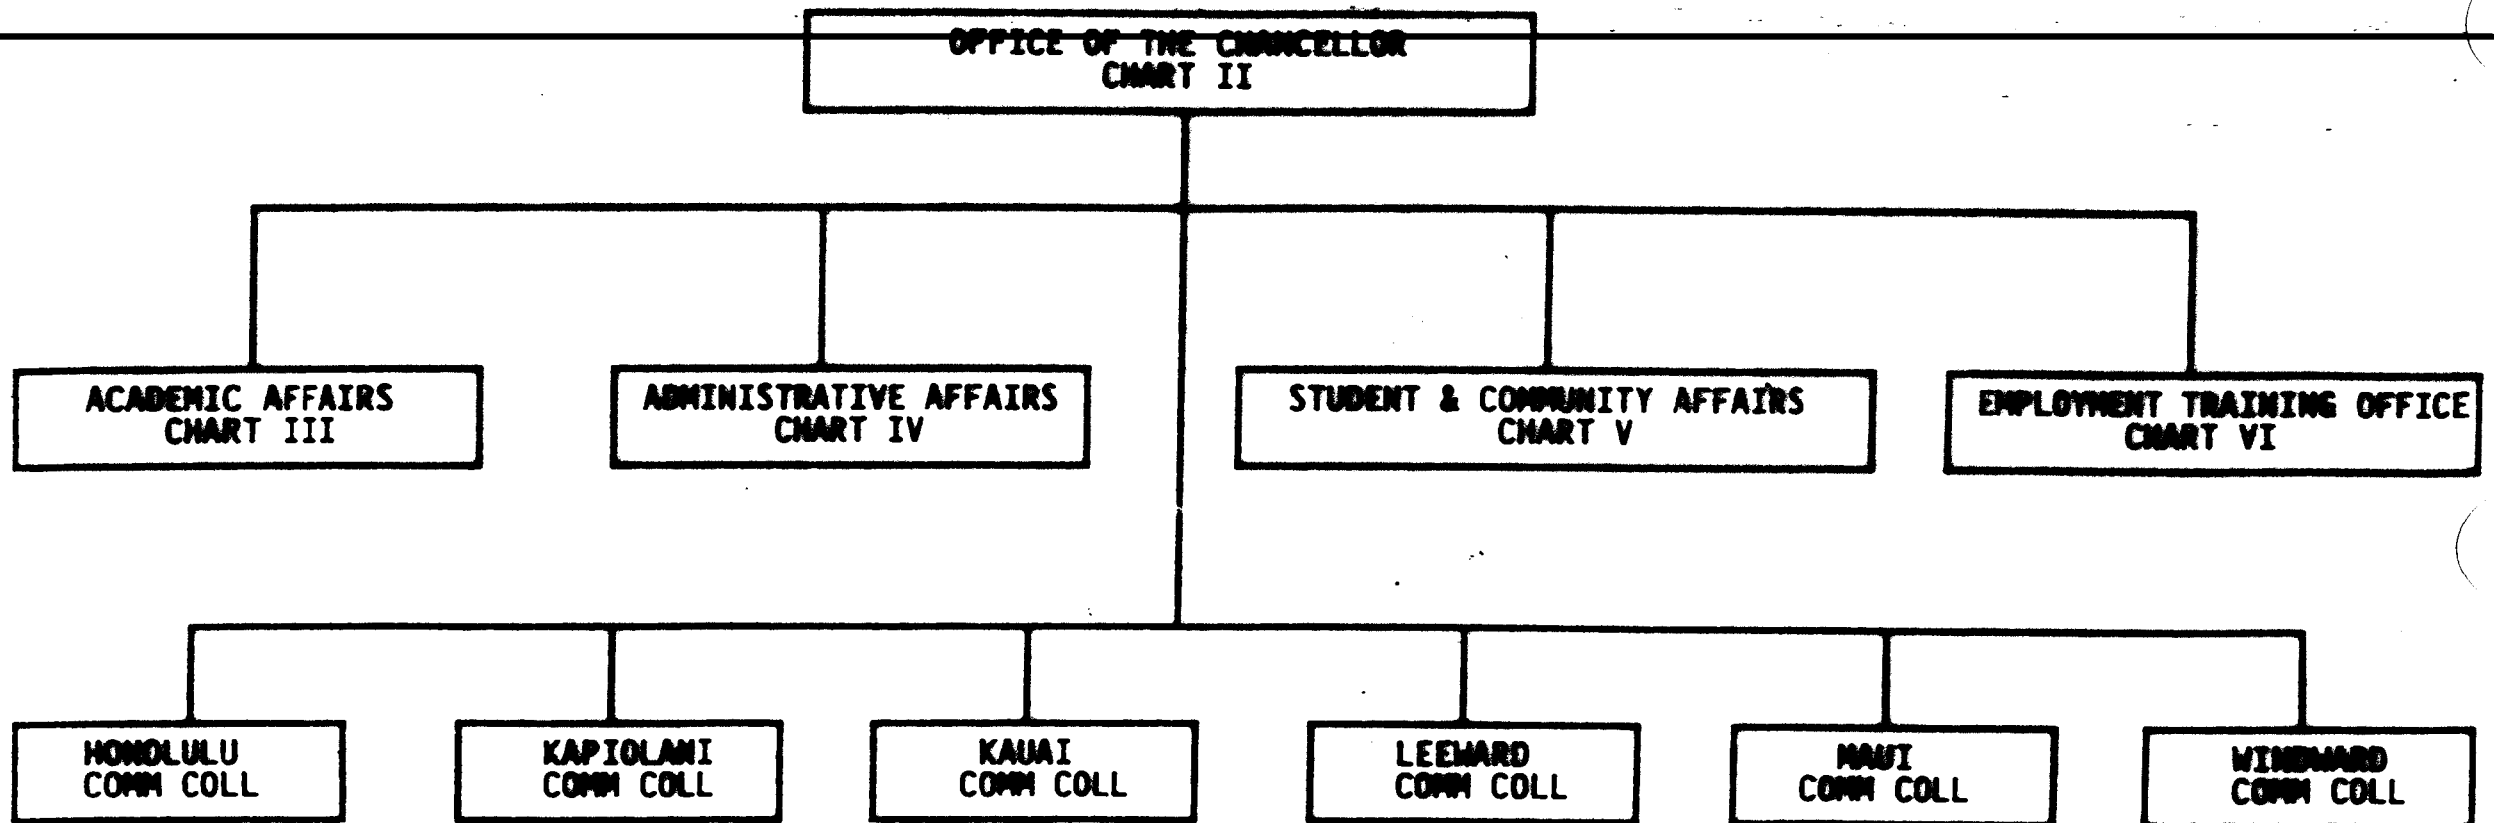 OFFICE OF THE CHANCELLOR
CHART II
ACADEMIC AFFAIRS
CHART III
ADMINISTRATIVE AFFAIRS
CHART IV
STUDENT & COMMUNITY AFFAIRS
CHART V
EMPLOYMENT TRAINING OFFICE
CHART VI
HONOLULU
COMM COLL
KAPIOLANI
COMM COLL
KAUAI
COMM COLL
LEEWARD
COMM COLL
MAUI
COMM COLL
WINDWARD
COMM COLL